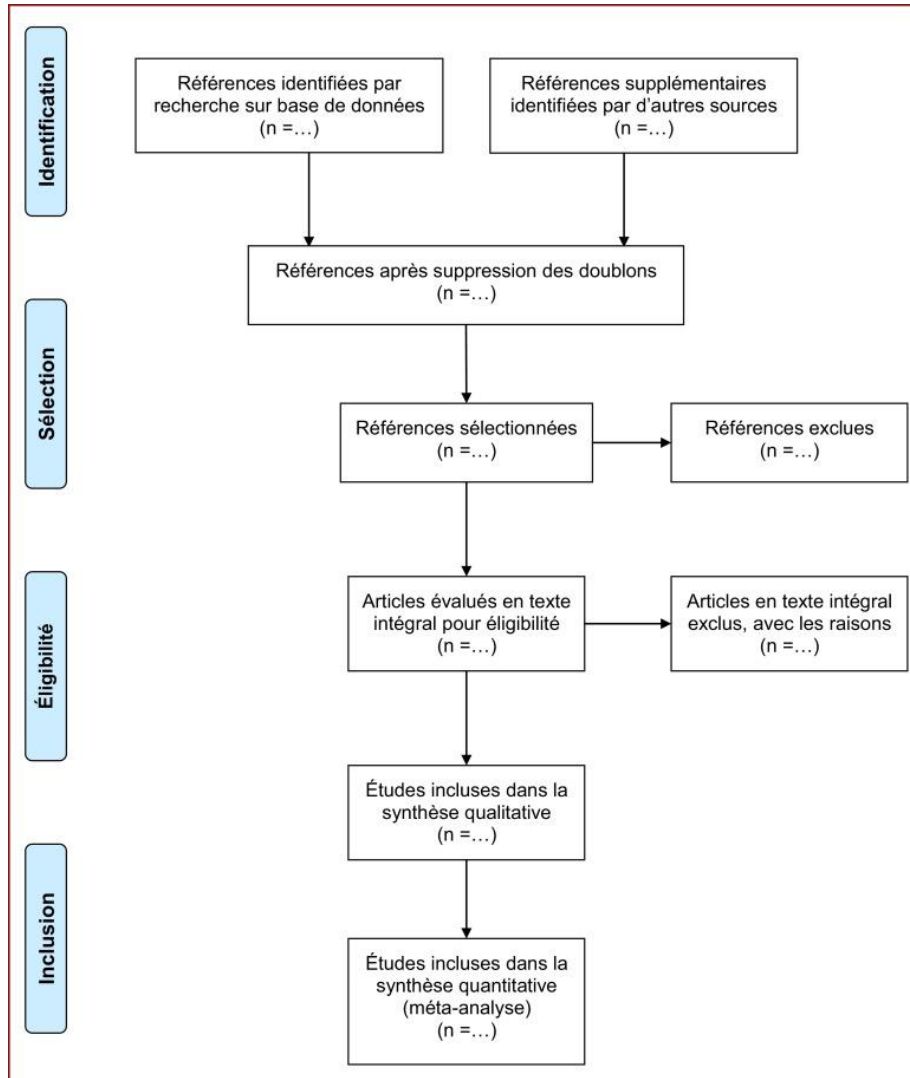 Identification
Références identifiées par
recherche sur base de données
(n =…)
Références supplémentaires
identifiées par d'autres sources
(n =…)
Références après suppression des doublons
(n =…)
Sélection
Références sélectionnées
(n =…)
Références exclues
(n =…)
Éligibilité
Articles évalués en texte
intégral pour éligibilité
(n =…)
Articles en texte intégral
exclus, avec les raisons
(n =…)
Études incluses dans la
synthèse qualitative
(n =…)
Inclusion
Études incluses dans la
synthèse quantitative
(méta-analyse)
(n =…)